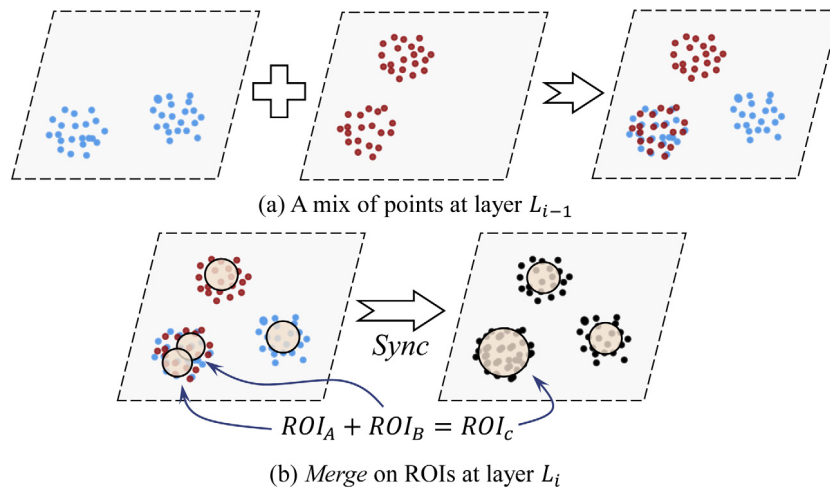 (a) A mix of points at layer $L_{i-1}$
Sync
$ROI_A + ROI_B = ROI_c$
(b) Merge on ROIs at layer $L_i$